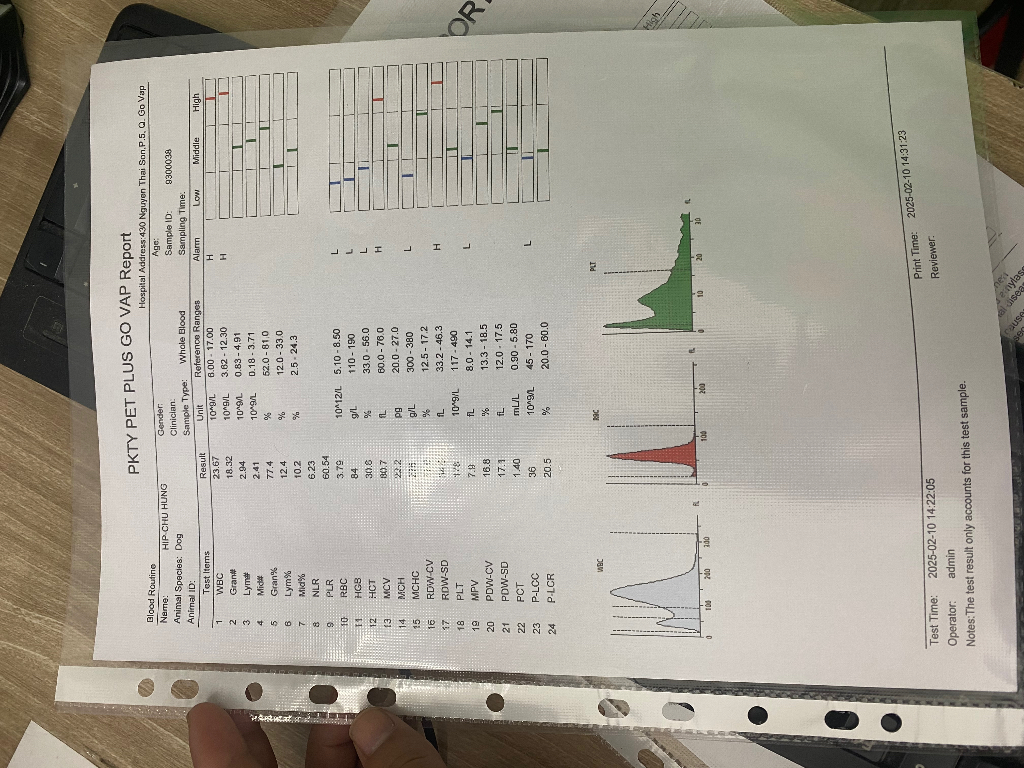 PKTY PET PLUS GO VAP Report
Hospital Address:430 Nguyen Thai Son,P.5, Q. Go Vap
Blood Routine
Name: HIP-CHU HUNG Gender: Age:
Animal Species: Dog Clinician: Sample ID: 9300038
Animal ID: Sample Type: Whole Blood Sampling Time:
Test Items Result Unit Reference Ranges Alarm Low Middle High
1 WBC 23.67 10^9/L 6.00 - 17.00 H
2 Gran# 18.32 10^9/L 3.62 - 12.30 H
3 Lym# 2.94 10^9/L 0.83 - 4.91
4 Mid# 2.41 10^9/L 0.18 - 3.71
5 Gran% 77.4 % 52.0 - 81.0
6 Lym% 12.4 % 12.0 - 33.0
7 Mid% 10.2 % 2.5 - 24.3
8 NLR 6.23
9 PLR 60.54
10 RBC 3.79 10^12/L 5.10 - 8.50 L
11 HGB 84 g/L 110 - 190 L
12 HCT 30.6 % 33.0 - 56.0 L
13 MCV 80.7 fL 60.0 - 76.0 H
14 MCH 22.2 pg 20.0 - 27.0
15 MCHC 275 g/L 300 - 380 L
16 RDW-CV % 12.5 - 17.2
17 RDW-SD fL 33.2 - 46.3 H
18 PLT 178 10^9/L 117 - 490
19 MPV 7.9 fL 8.0 - 14.1 L
20 PDW-CV 16.8 % 13.3 - 18.5
21 PDW-SD 17.1 fL 12.0 - 17.5
22 PCT 1.40 mL/L 0.90 - 5.80
23 P-LCC 36 10^9/L 45 - 170 L
24 P-LCR 20.5 % 20.0 - 60.0
WBC RBC PLT
0 100 200 300 fL 0 100 200 fL 0 10 20 30 fL
Test Time: 2025-02-10 14:22:05 Print Time: 2025-02-10 14:31:23
Operator: admin Reviewer:
Notes:The test result only accounts for this test sample.
High